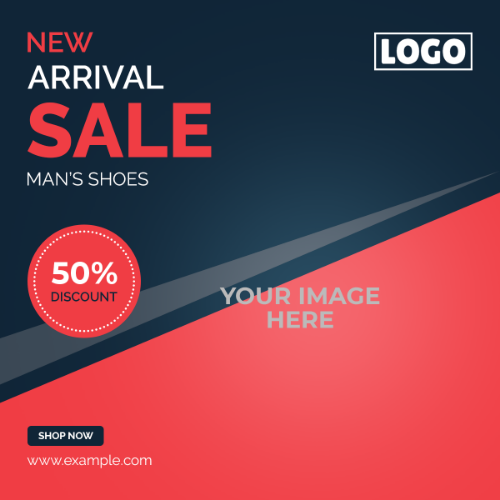 NEW
ARRIVAL
SALE
MAN'S SHOES
LOGO
50%
DISCOUNT
YOUR IMAGE
HERE
SHOP NOW
www.example.com